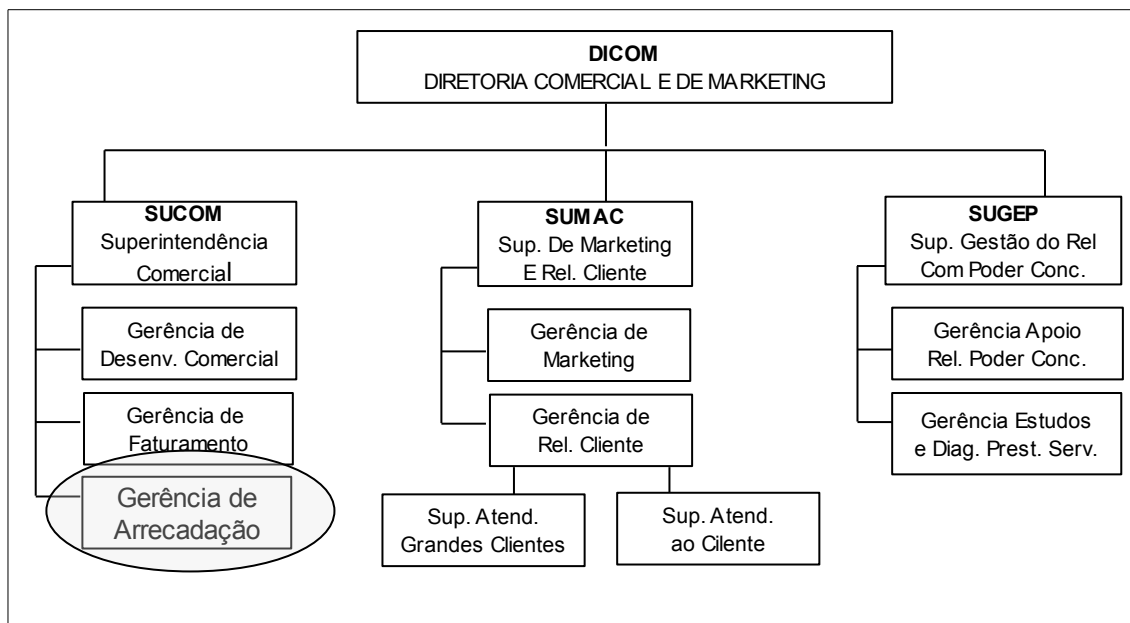 DICOM
DIRETORIA COMERCIAL E DE MARKETING
SUCOM
Superintendência
Comercial
SUMAC
Sup. De Marketing
E Rel. Cliente
SUGEP
Sup. Gestão do Rel
Com Poder Conc.
Gerência de
Desenv. Comercial
Gerência de
Marketing
Gerência Apoio
Rel. Poder Conc.
Gerência de
Faturamento
Gerência de
Rel. Cliente
Gerência Estudos
e Diag. Prest. Serv.
Gerência de
Arrecadação
Sup. Atend.
Grandes Clientes
Sup. Atend.
ao Cilente